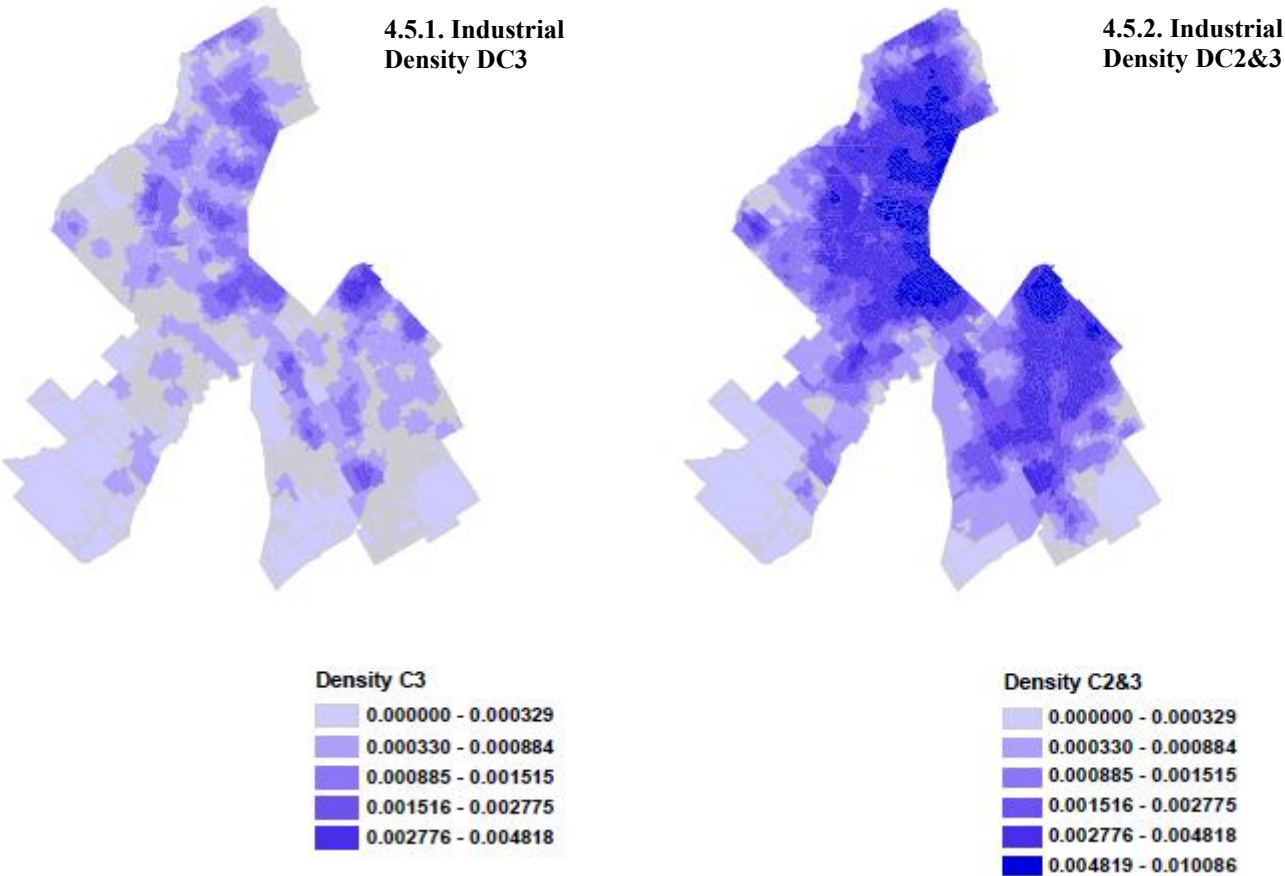 4.5.1. Industrial
Density DC3
4.5.2. Industrial
Density DC2&3
Density C3
0.000000 - 0.000329
0.000330 - 0.000884
0.000885 - 0.001515
0.001516 - 0.002775
0.002776 - 0.004818
Density C2&3
0.000000 - 0.000329
0.000330 - 0.000884
0.000885 - 0.001515
0.001516 - 0.002775
0.002776 - 0.004818
0.004819 - 0.010086